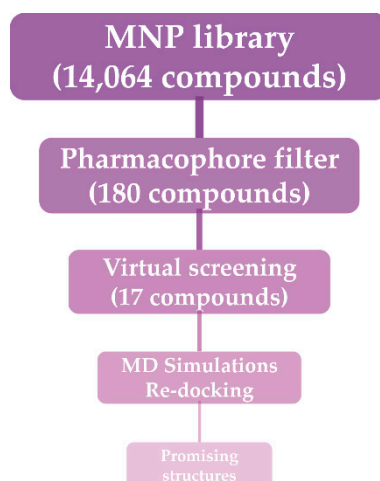 MNP library
(14,064 compounds)
Pharmacophore filter
(180 compounds)
Virtual screening
(17 compounds)
MD Simulations
Re-docking
Promising
structures